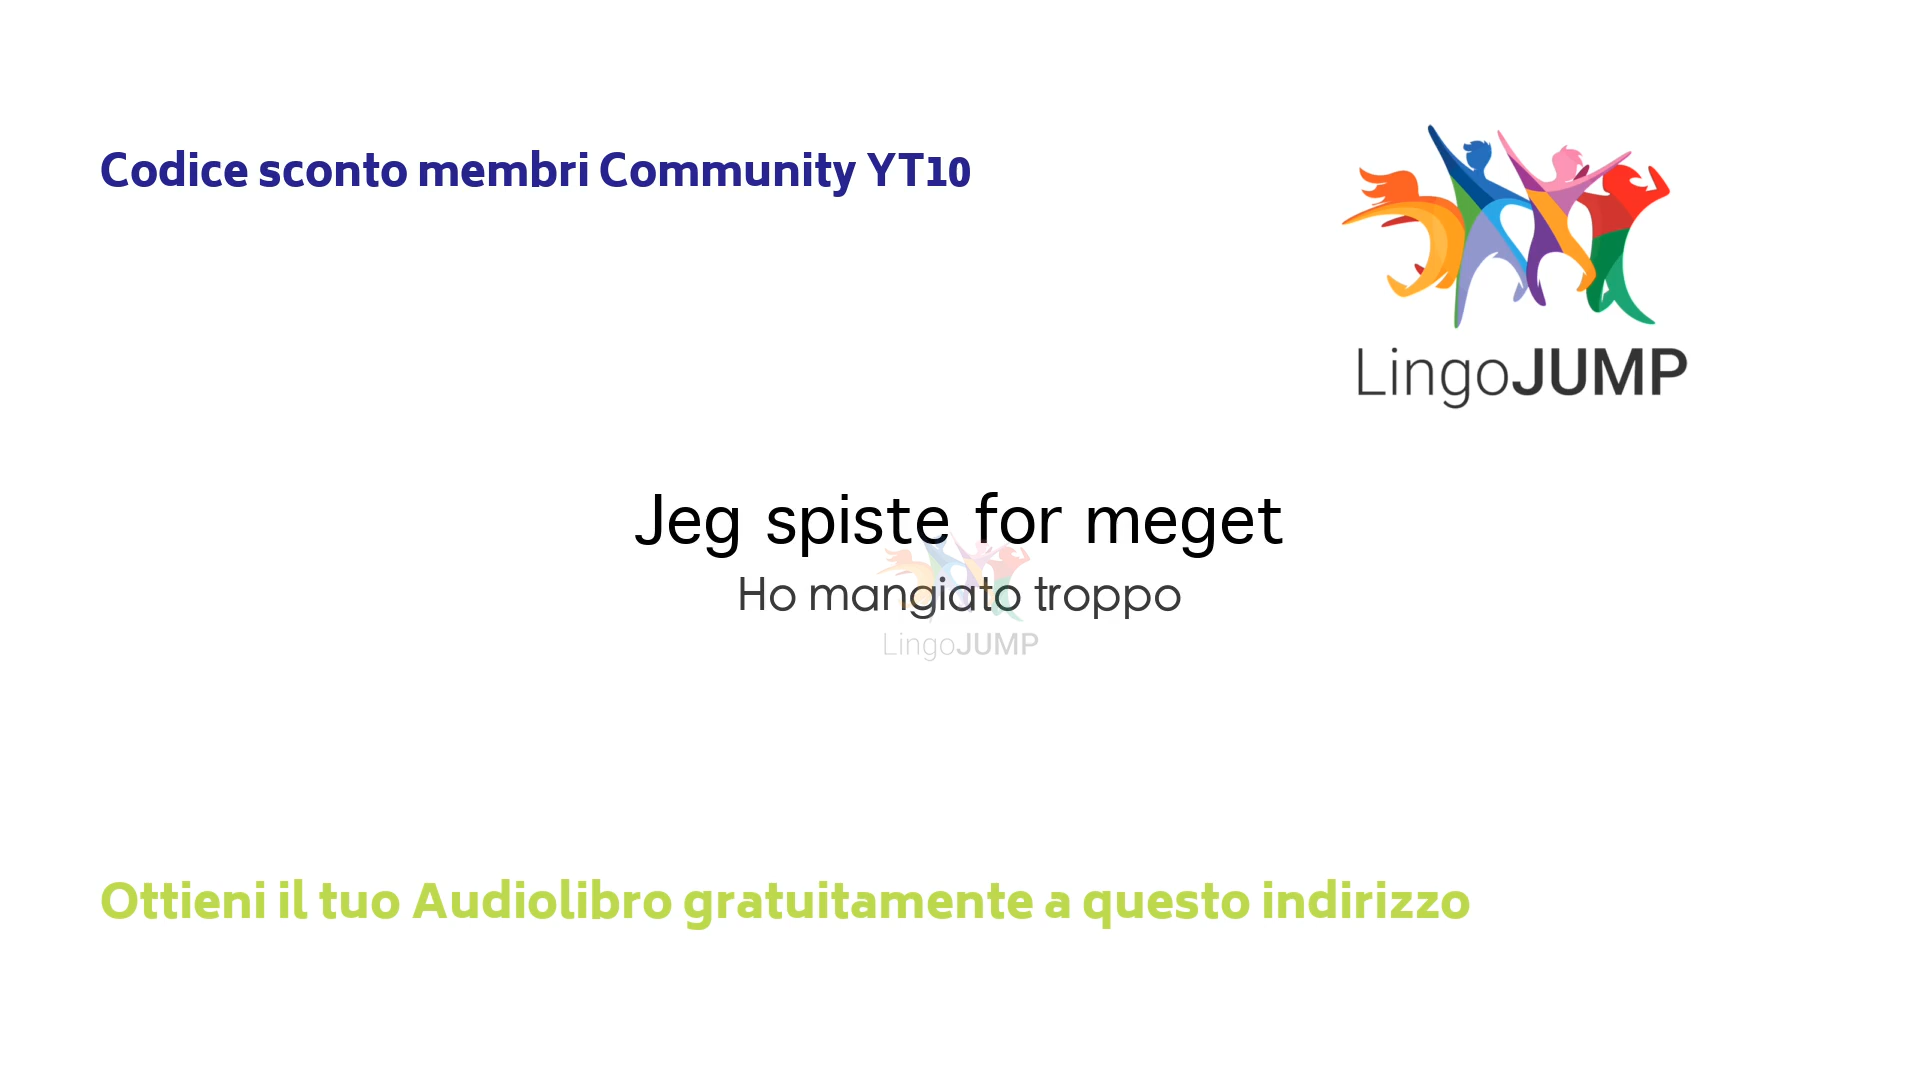 Codice sconto membri Community YT10
LingoJUMP
Jeg spiste for meget
Ho mangiato troppo
LingoJUMP
Ottieni il tuo Audiolibro gratuitamente a questo indirizzo